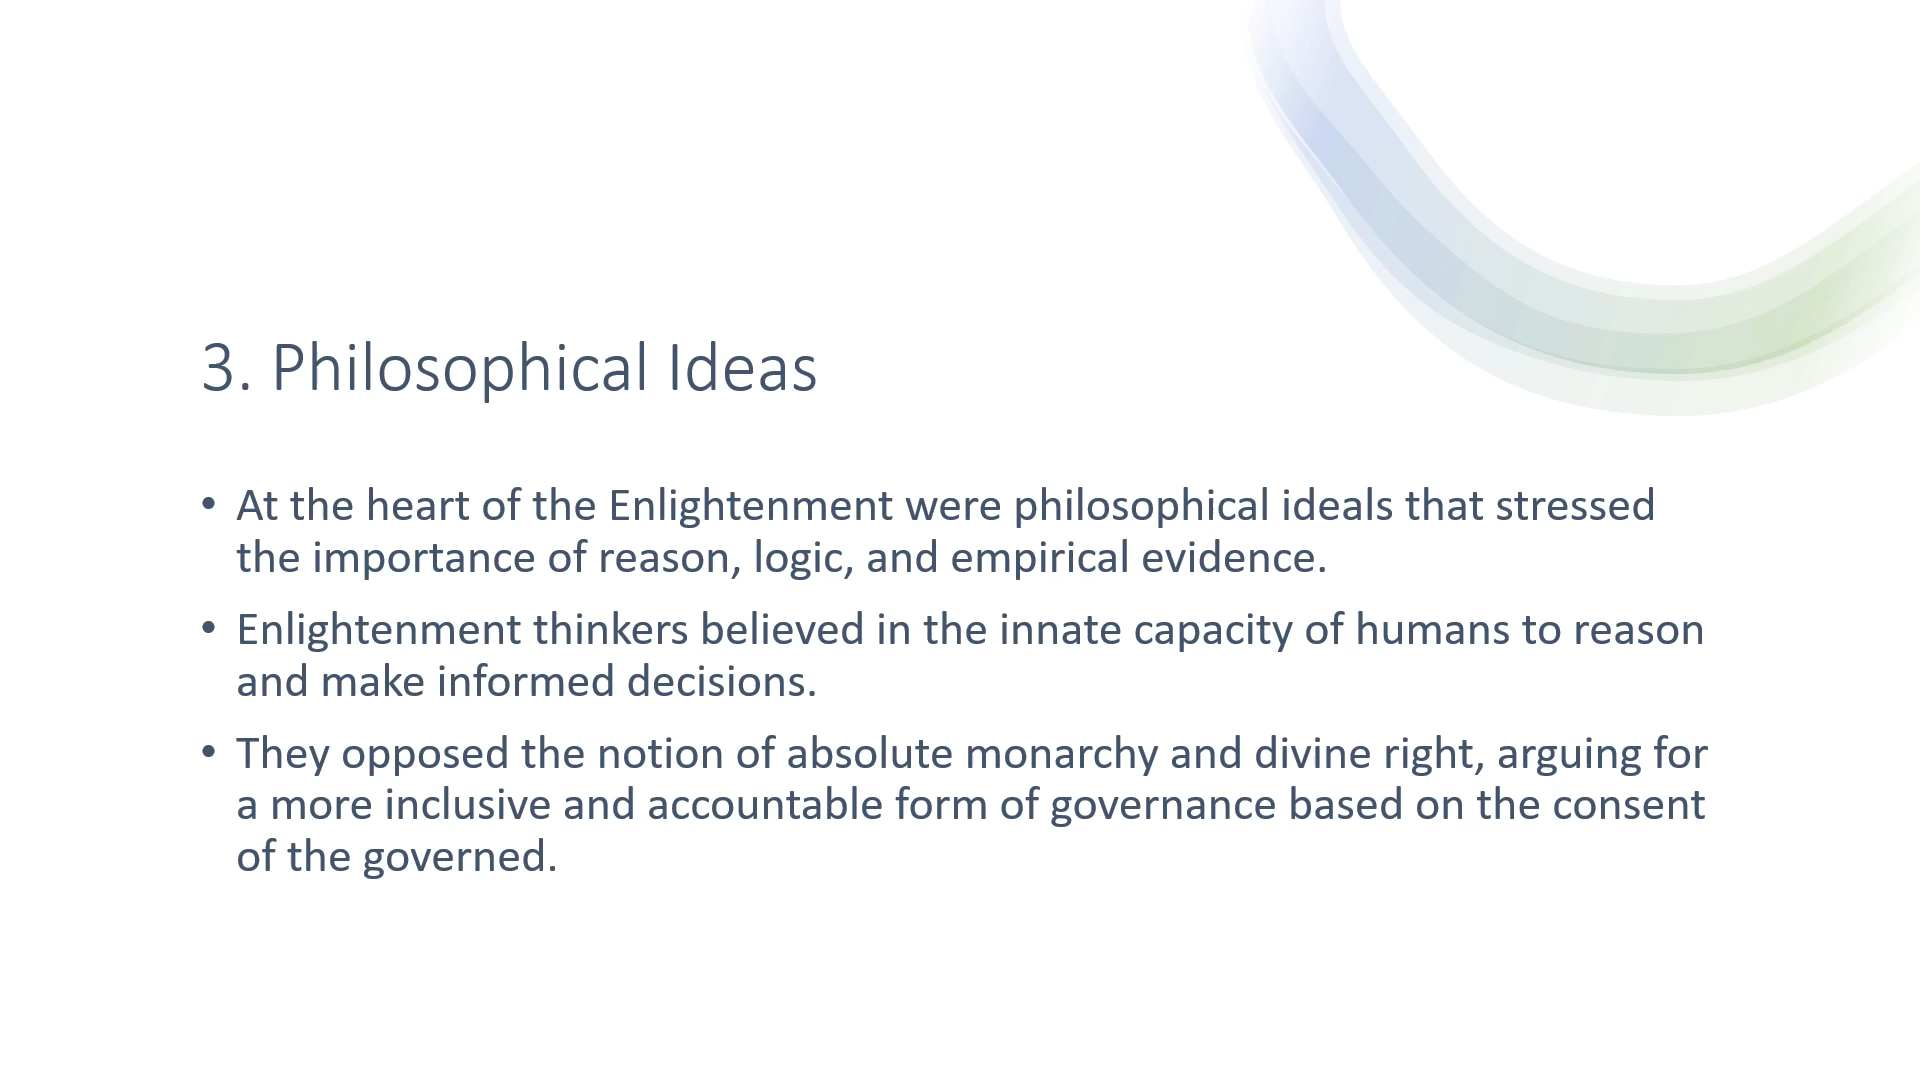 3. Philosophical Ideas
• At the heart of the Enlightenment were philosophical ideals that stressed
the importance of reason, logic, and empirical evidence.
• Enlightenment thinkers believed in the innate capacity of humans to reason
and make informed decisions.
• They opposed the notion of absolute monarchy and divine right, arguing for
a more inclusive and accountable form of governance based on the consent
of the governed.